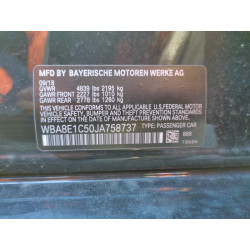 MFD BY BAYERISCHE MOTOREN WERKE AG
09/18
GVWR 4839 lbs 2195 kg
GAWR FRONT 2227 lbs 1010 kg
GAWR REAR 2778 lbs 1260 kg
THIS VEHICLE CONFORMS TO ALL APPLICABLE U.S. FEDERAL MOTOR
VEHICLE SAFETY, BUMPER, AND THEFT PREVENTION STANDARDS IN
EFFECT ON THE DATE OF MANUFACTURE SHOWN ABOVE.
WBA8E1C50JA758737 TYPE: PASSENGER CAR